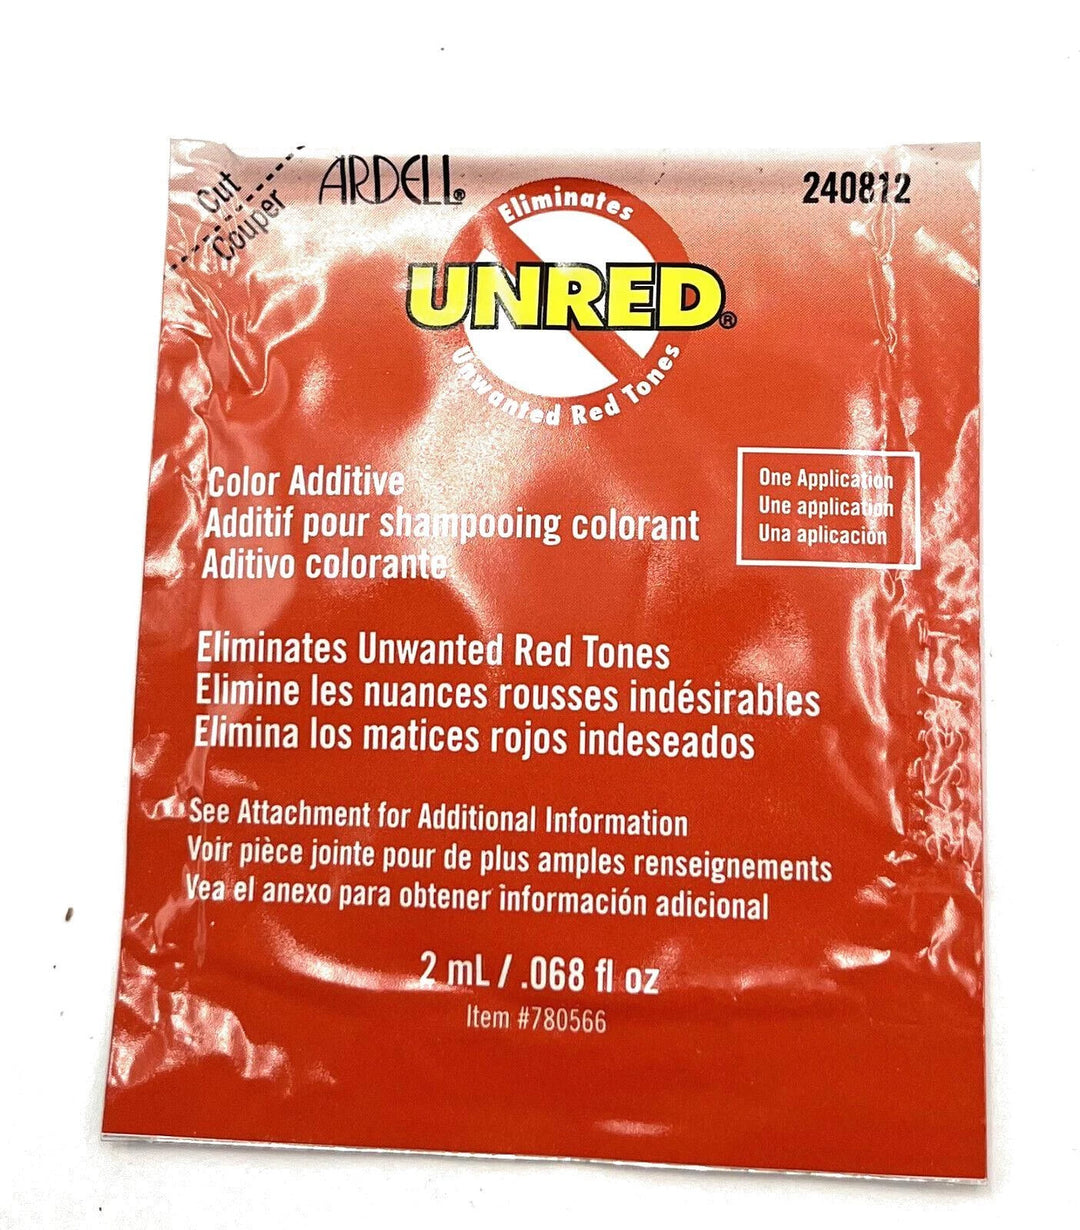 Cut
Couper
ARDELL®
240812
Eliminates
UNRED®
Unwanted Red Tones
Color Additive
Additif pour shampooing colorant
Aditivo colorante
One Application
Une application
Una aplicación
Eliminates Unwanted Red Tones
Elimine les nuances rousses indésirables
Elimina los matices rojos indeseados
See Attachment for Additional Information
Voir pièce jointe pour de plus amples renseignements
Vea el anexo para obtener información adicional
2 mL / .068 fl oz
Item #780566